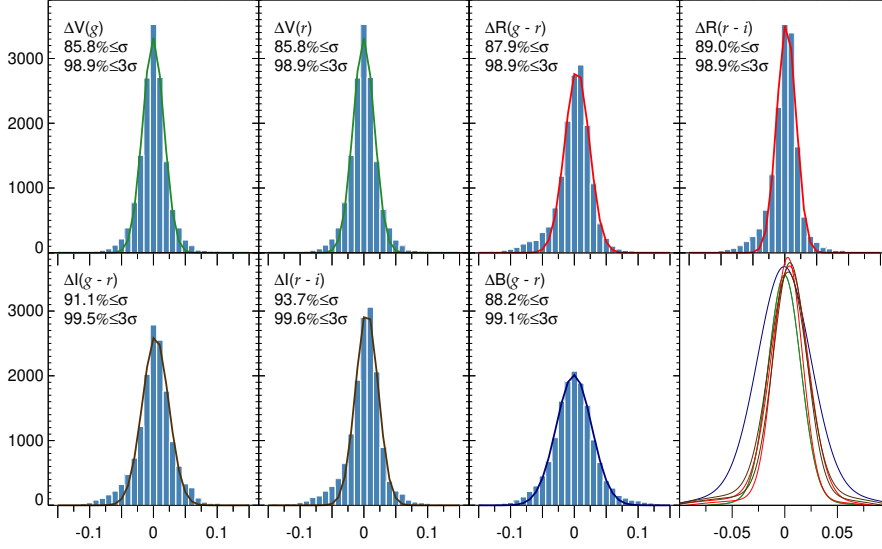 ΔV(g)
85.8%≤σ
98.9%≤3σ
ΔV(r)
85.8%≤σ
98.9%≤3σ
ΔR(g - r)
87.9%≤σ
98.9%≤3σ
ΔR(r - i)
89.0%≤σ
98.9%≤3σ
3000
2000
1000
0
ΔI(g - r)
91.1%≤σ
99.5%≤3σ
ΔI(r - i)
93.7%≤σ
99.6%≤3σ
ΔB(g - r)
88.2%≤σ
99.1%≤3σ
3000
2000
1000
0
-0.1 0 0.1 -0.1 0 0.1 -0.1 0 0.1 -0.05 0 0.05